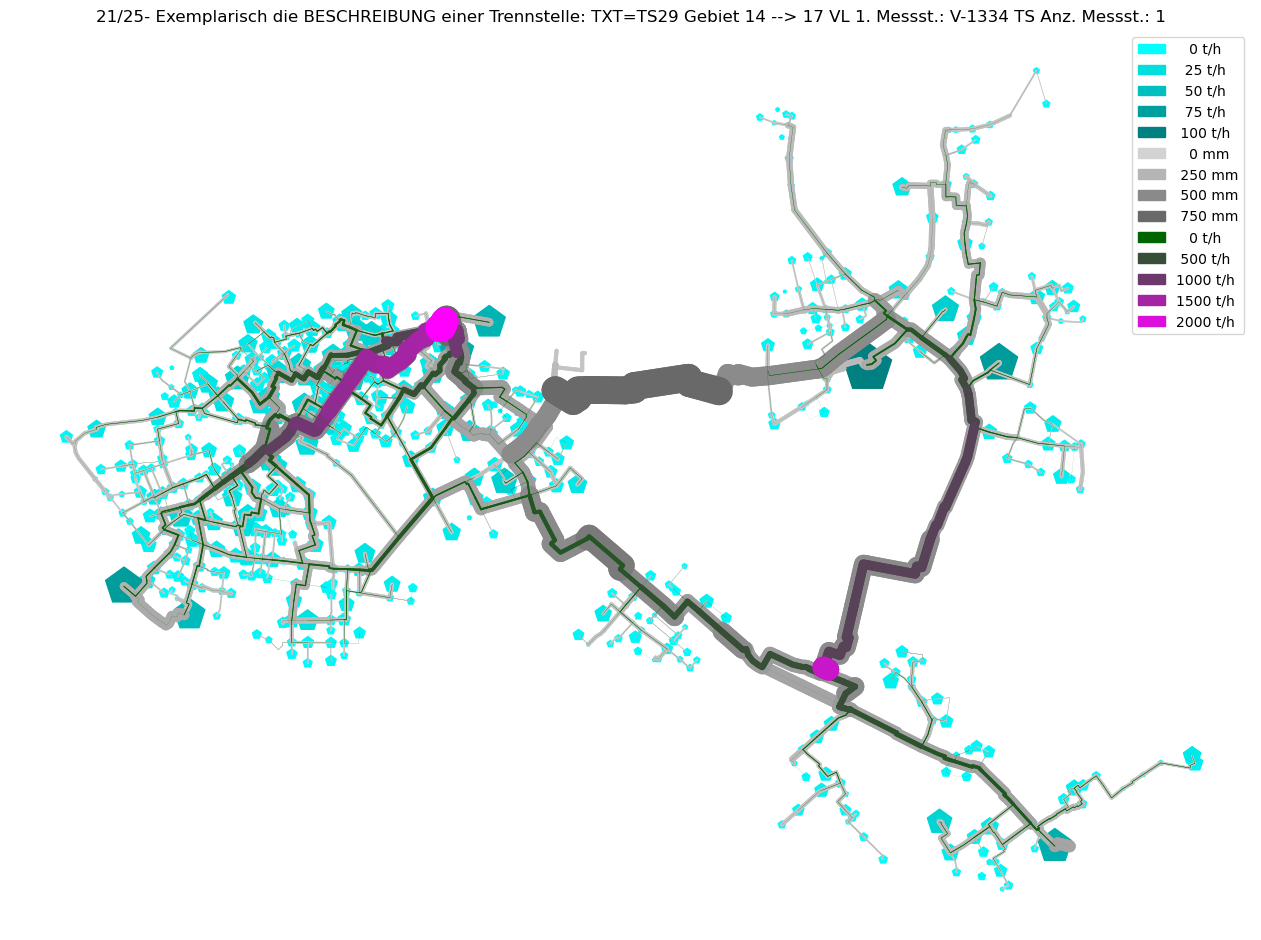 21/25- Exemplarisch die BESCHREIBUNG einer Trennstelle: TXT=TS29 Gebiet 14 --> 17 VL 1. Messst.: V-1334 TS Anz. Messst.: 1
0 t/h
25 t/h
50 t/h
75 t/h
100 t/h
0 mm
250 mm
500 mm
750 mm
0 t/h
500 t/h
1000 t/h
1500 t/h
2000 t/h